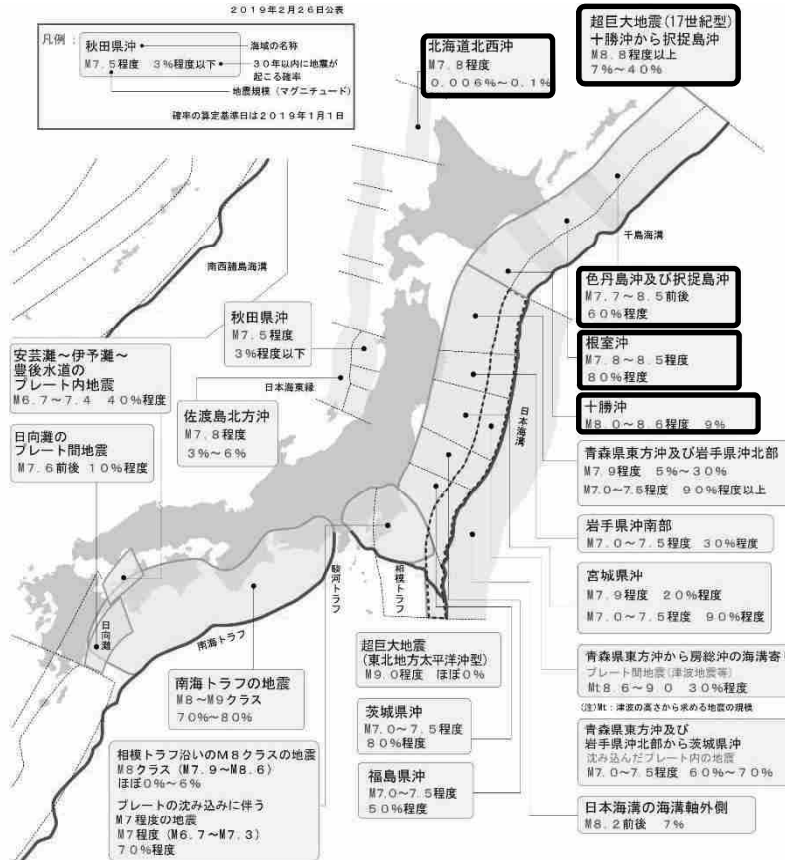 2019年2月26日公表
凡例：
秋田県沖
M7.5程度 3%程度以下
海域の名称
30年以内に地震が
起こる確率
地震規模（マグニチュード）
確率の算定基準日は2019年1月1日
北海道北西沖
M7.8程度
0.006%～0.1%
超巨大地震(17世紀型)
十勝沖から択捉島沖
M8.8程度以上
7%～40%
千島海溝
南西諸島海溝
色丹島沖及び択捉島沖
M7.7～8.5前後
60%程度
根室沖
M7.8～8.5程度
80%程度
十勝沖
M8.0～8.6程度 9%
秋田県沖
M7.5程度
3%程度以下
日本海東縁
佐渡島北方沖
M7.8程度
3%～6%
安芸灘～伊予灘～
豊後水道の
プレート内地震
M6.7～7.4 40%程度
日向灘の
プレート間地震
M7.6前後 10%程度
日本海溝
青森県東方沖及び岩手県沖北部
M7.9程度 5%～30%
M7.0～7.5程度 90%程度以上
岩手県沖南部
M7.0～7.5程度 30%程度
宮城県沖
M7.9程度 20%程度
M7.0～7.5程度 90%程度
青森県東方沖から房総沖の海溝寄り
プレート間地震(津波地震等)
Mt8.6～9.0 30%程度
(注)Mt：津波の高さから求める地震の規模
青森県東方沖及び
岩手県沖北部から茨城県沖
沈み込んだプレート内の地震
M7.0～7.5程度 60%～70%
日本海溝の海溝軸外側
M8.2前後 7%
日向灘
南海トラフ
駿河トラフ
相模トラフ
南海トラフの地震
M8～M9クラス
70%～80%
相模トラフ沿いのM8クラスの地震
M8クラス（M7.9～M8.6）
ほぼ0%～6%
プレートの沈み込みに伴う
M7程度の地震
M7程度（M6.7～M7.3）
70%程度
超巨大地震
（東北地方太平洋沖型）
M9.0程度 ほぼ0%
茨城県沖
M7.0～7.5程度
80%程度
福島県沖
M7.0～7.5程度
50%程度